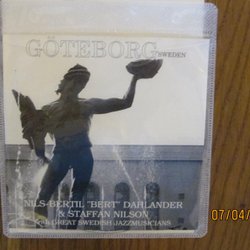 GÖTEBORG
SWEDEN
NILS-BERTIL "BERT" DAHLANDER
& STAFFAN NILSON
GREAT SWEDISH JAZZMUSICIANS
07/04